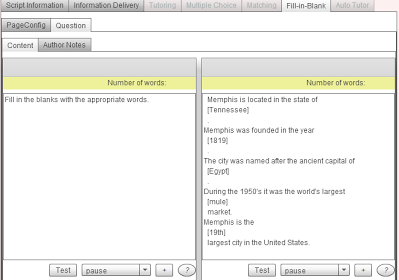 Script Information Information Delivery Tutoring Multiple Choice Matching Fill-in-Blank Auto Tutor
PageConfig Question
Content Author Notes
Number of words:
Fill in the blanks with the appropriate words.
Test pause + ?
Number of words:
Memphis is located in the state of
[Tennessee]
.
Memphis was founded in the year
[1819]
.
The city was named after the ancient capital of
[Egypt]
.
During the 1950's it was the world's largest
[mule]
market.
Memphis is the
[19th]
largest city in the United States.
Test pause + ?